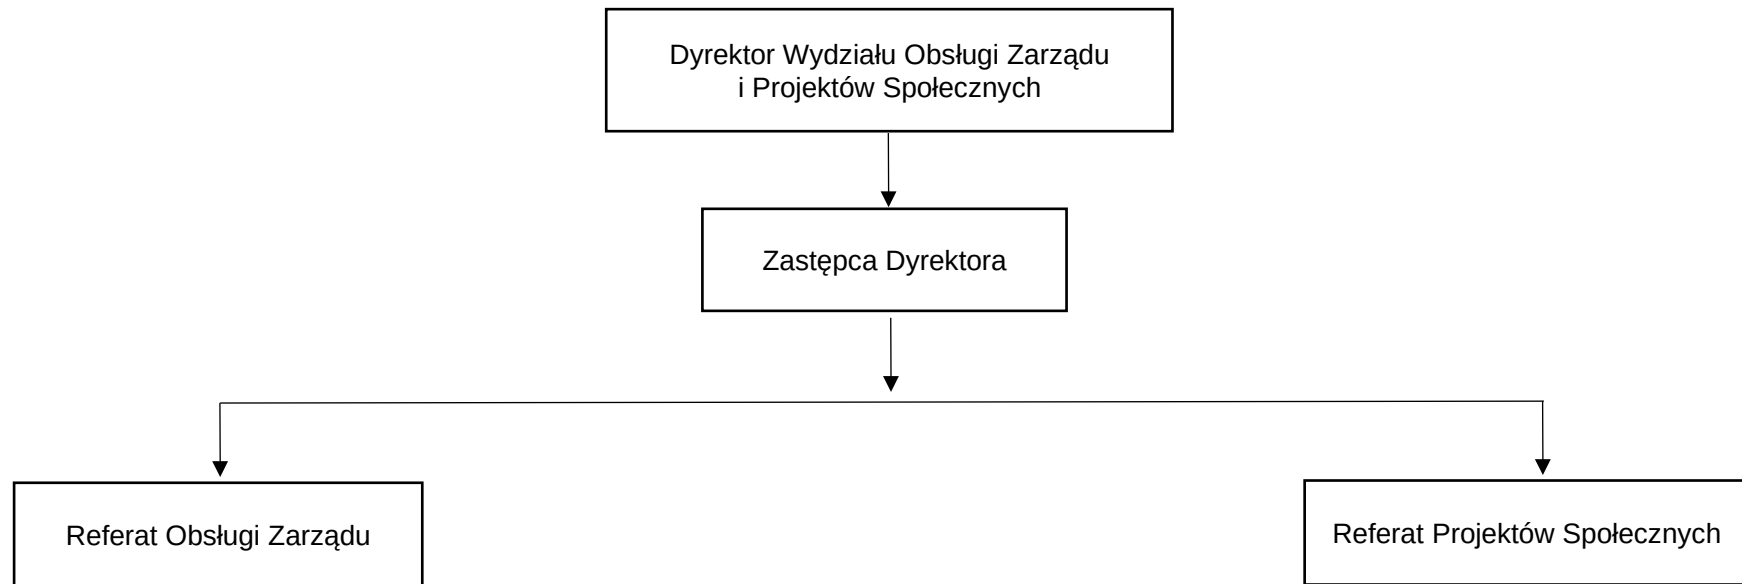 Dyrektor Wydziału Obsługi Zarządu
i Projektów Społecznych
Zastępca Dyrektora
Referat Obsługi Zarządu
Referat Projektów Społecznych